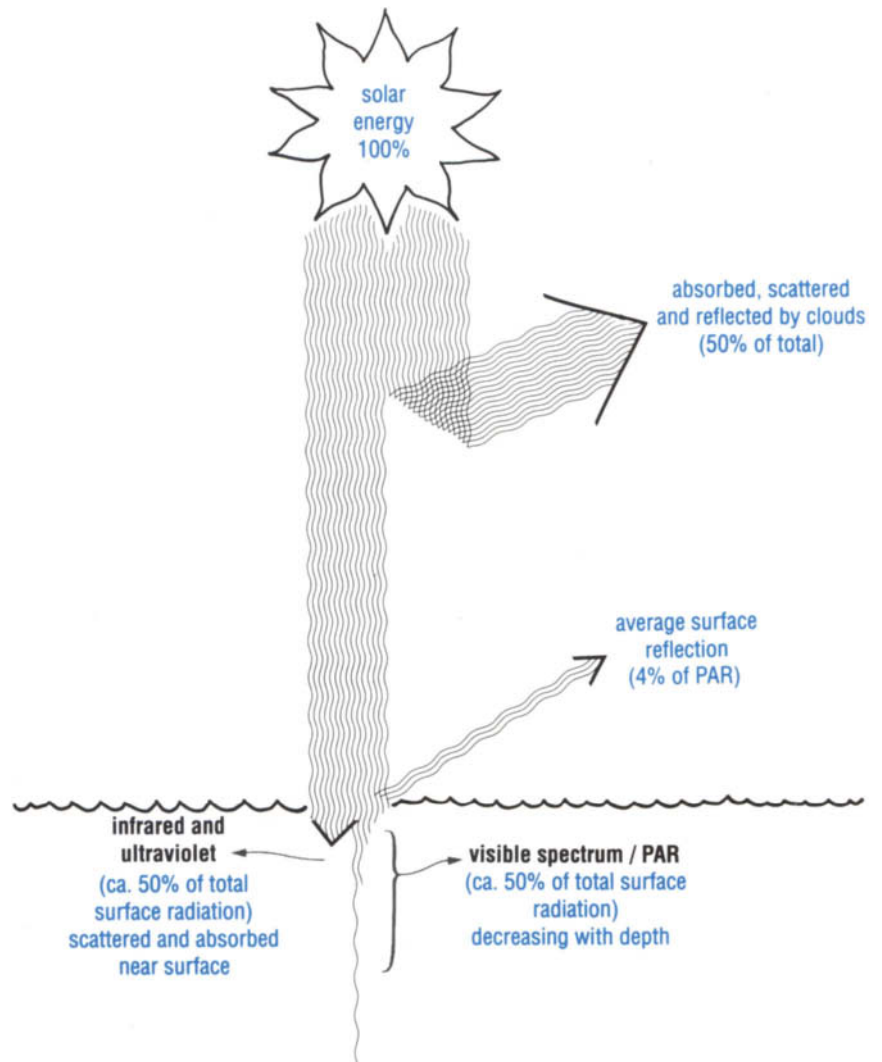 solar
energy
100%
absorbed, scattered
and reflected by clouds
(50% of total)
average surface
reflection
(4% of PAR)
infrared and
ultraviolet
(ca. 50% of total
surface radiation)
scattered and absorbed
near surface
visible spectrum / PAR
(ca. 50% of total surface
radiation)
decreasing with depth